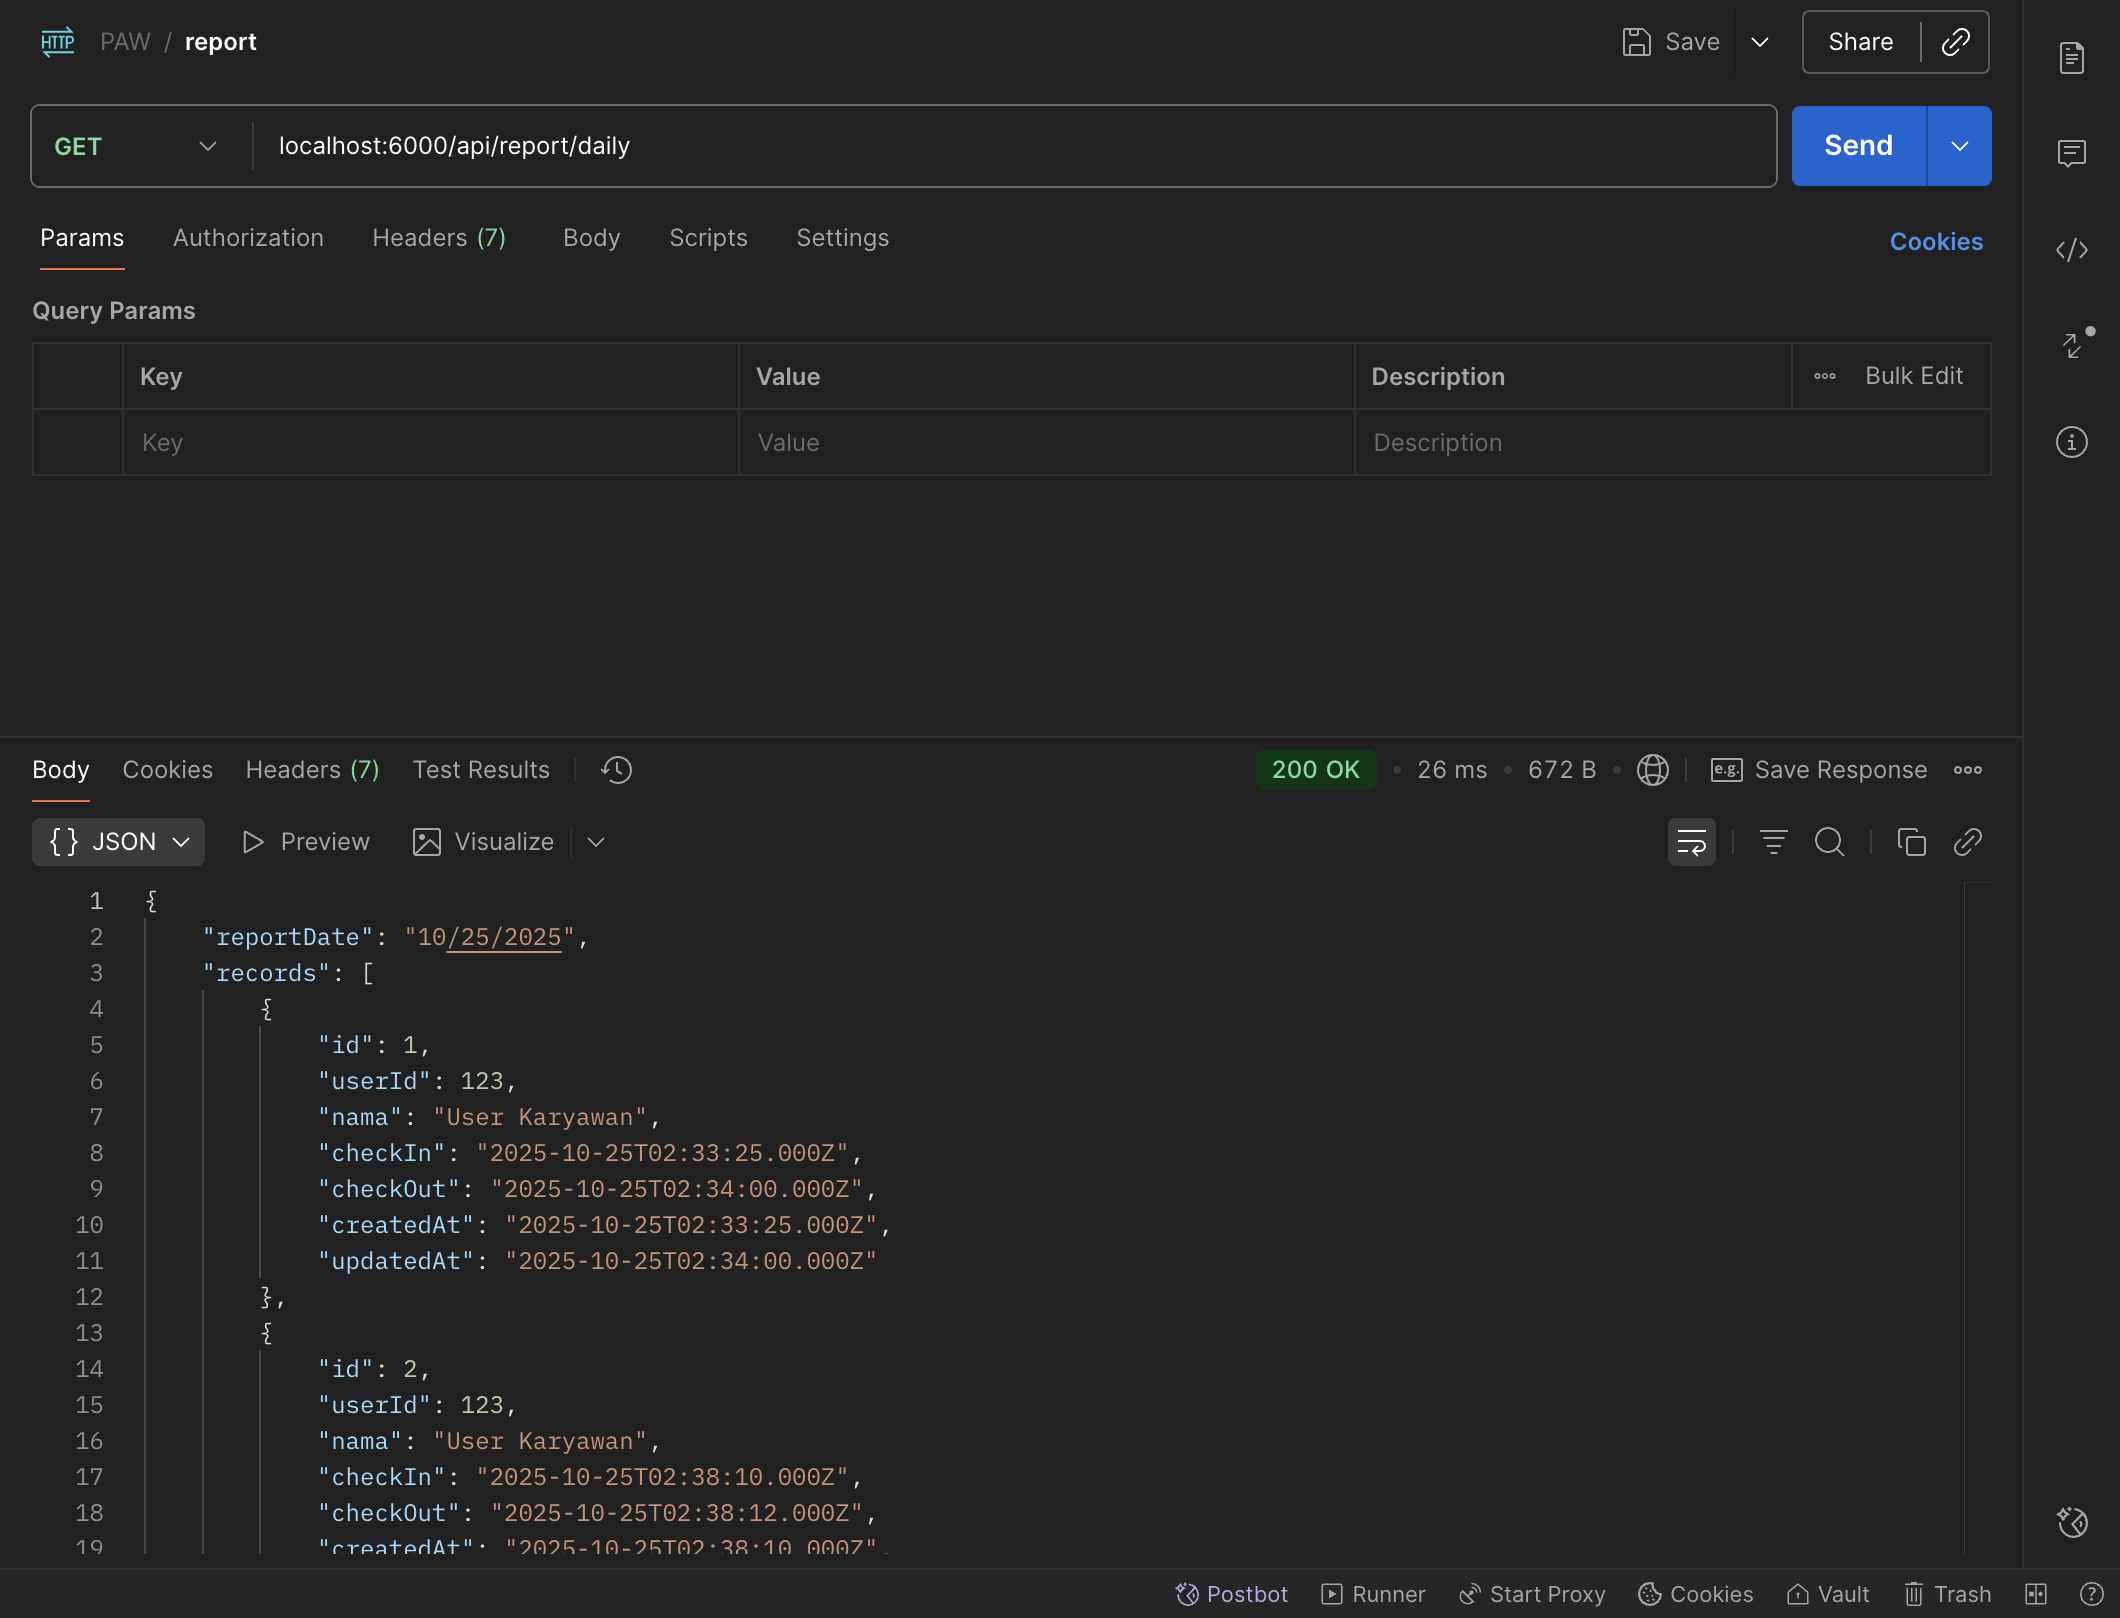 HTTP PAW / report Save Share
GET localhost:6000/api/report/daily Send
Params Authorization Headers (7) Body Scripts Settings Cookies
Query Params
Key Value Description Bulk Edit
Key Value Description
Body Cookies Headers (7) Test Results 200 OK • 26 ms • 672 B • e.g. Save Response
{} JSON Preview Visualize
1 {
2 "reportDate": "10/25/2025",
3 "records": [
4 {
5 "id": 1,
6 "userId": 123,
7 "nama": "User Karyawan",
8 "checkIn": "2025-10-25T02:33:25.000Z",
9 "checkOut": "2025-10-25T02:34:00.000Z",
10 "createdAt": "2025-10-25T02:33:25.000Z",
11 "updatedAt": "2025-10-25T02:34:00.000Z"
12 },
13 {
14 "id": 2,
15 "userId": 123,
16 "nama": "User Karyawan",
17 "checkIn": "2025-10-25T02:38:10.000Z",
18 "checkOut": "2025-10-25T02:38:12.000Z",
19 "createdAt": "2025-10-25T02:38:10.000Z",
Postbot Runner Start Proxy Cookies Vault Trash